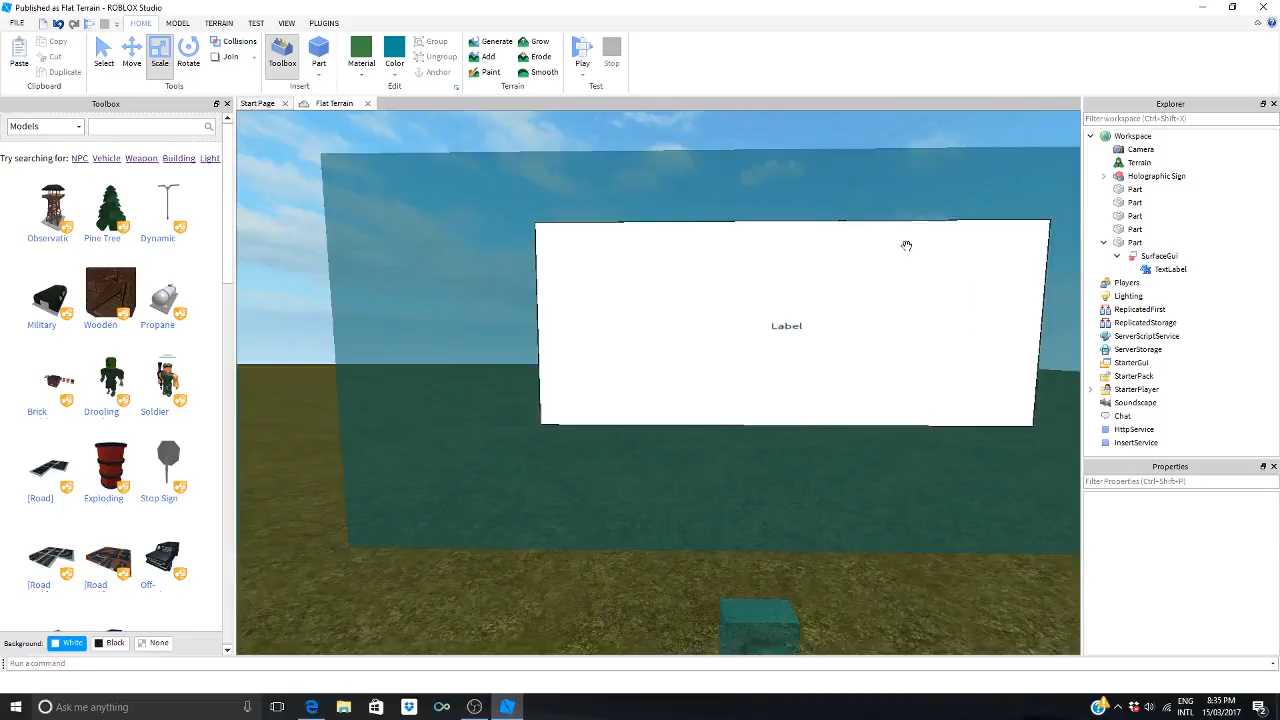 Published as Flat Terrain - ROBLOX Studio
FILE HOME MODEL TERRAIN TEST VIEW PLUGINS
Paste
Copy
Cut
Duplicate
Clipboard
Select Move Scale Rotate
Collisions
Join
Tools
Toolbox Part
Insert
Material Color
Group
Ungroup
Anchor
Edit
Generate Grow
Add Erode
Paint Smooth
Terrain
Play Stop
Test
Toolbox
Models
Try searching for: NPC Vehicle Weapon Building Light
Observatic Pine Tree Dynamic
Military Wooden Propane
Brick Drooling Soldier
[Road] Exploding Stop Sign
[Road [Road Off-
Background: White Black None
Start Page Flat Terrain
Label
Explorer
Filter workspace (Ctrl+Shift+X)
Workspace
Camera
Terrain
Holographic Sign
Part
Part
Part
Part
Part
SurfaceGui
TextLabel
Players
Lighting
ReplicatedFirst
ReplicatedStorage
ServerScriptService
ServerStorage
StarterGui
StarterPack
StarterPlayer
Soundscape
Chat
HttpService
InsertService
Properties
Filter Properties (Ctrl+Shift+P)
Run a command
Ask me anything
ENG
INTL
8:35 PM
15/03/2017